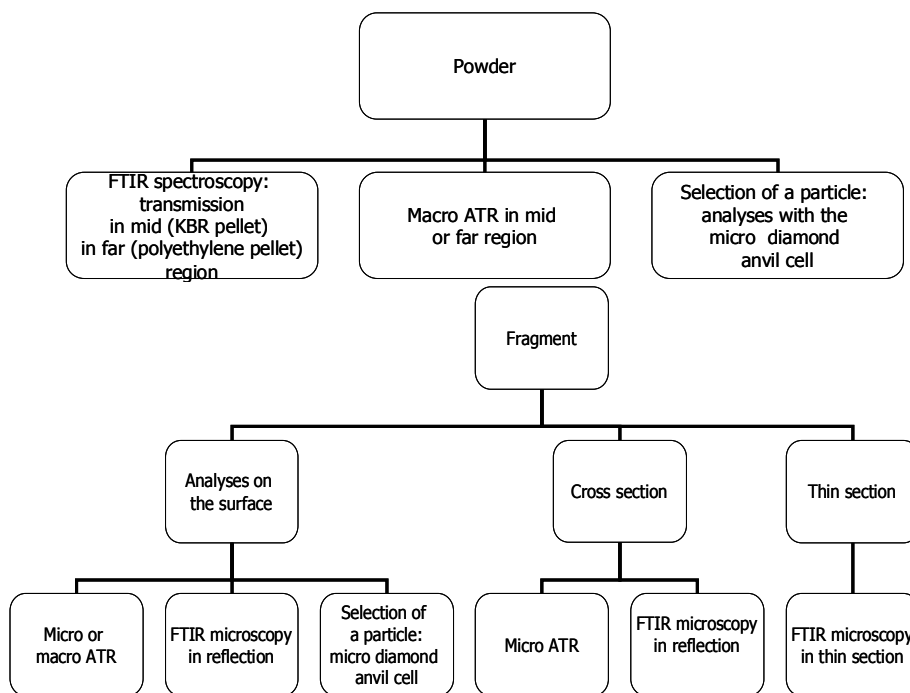 Powder
FTIR spectroscopy:
transmission
in mid (KBR pellet)
in far (polyethylene pellet)
region
Macro ATR in mid
or far region
Selection of a particle:
analyses with the
micro diamond
anvil cell
Fragment
Analyses on
the surface
Cross section
Thin section
Micro or
macro ATR
FTIR microscopy
in reflection
Selection of
a particle:
micro diamond
anvil cell
Micro ATR
FTIR microscopy
in reflection
FTIR microscopy
in thin section